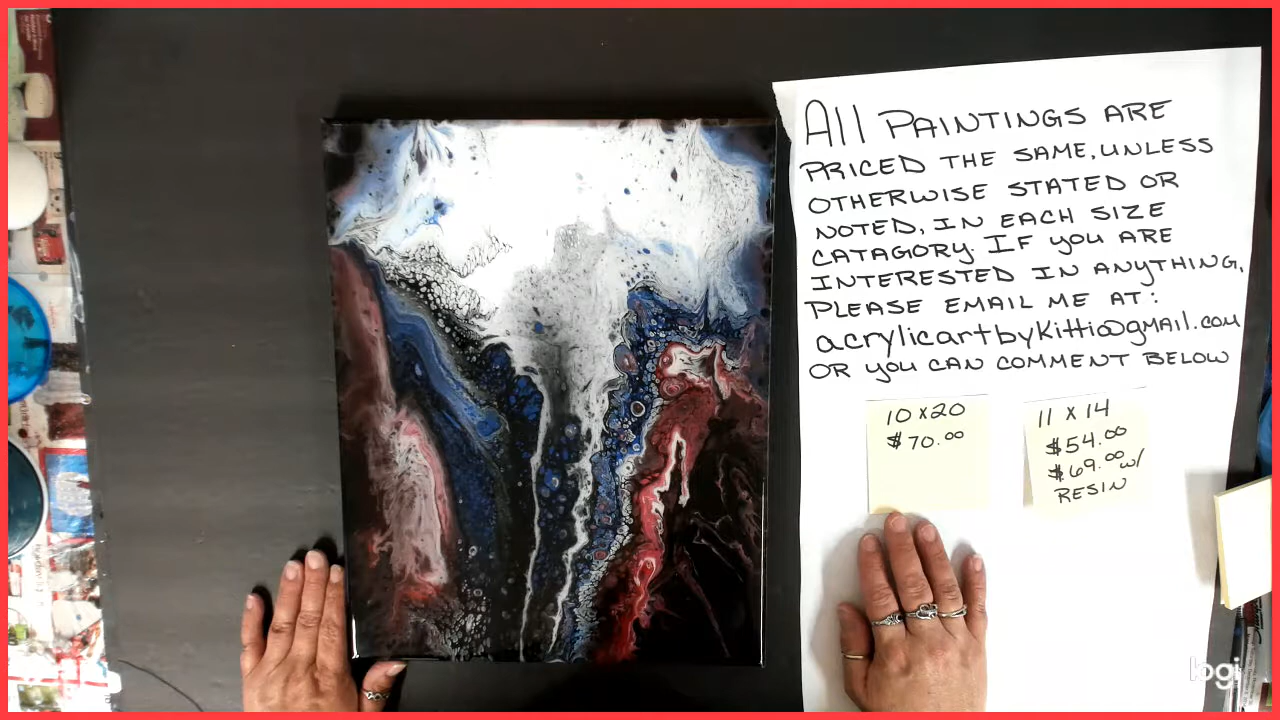 All PAINTINGS ARE
PRICED THE SAME, UNLESS
OTHERWISE STATED OR
NOTED, IN EACH SIZE
CATAGORY. IF YOU ARE
INTERESTED IN ANYTHING,
PLEASE EMAIL ME AT:
acrylicartbykitti@gmail.com
OR YOU CAN COMMENT BELOW
10 x 20
$70.00
11 x 14
$54.00
$69.00 w/
RESIN
logi